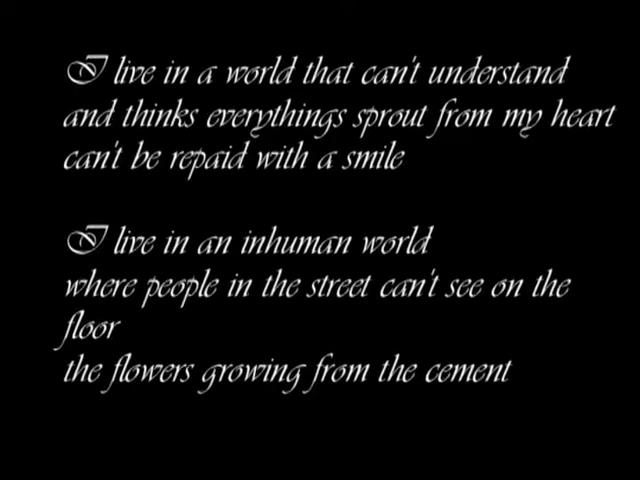 I live in a world that can't understand
and thinks everythings sprout from my heart
can't be repaid with a smile
I live in an inhuman world
where people in the street can't see on the
floor
the flowers growing from the cement